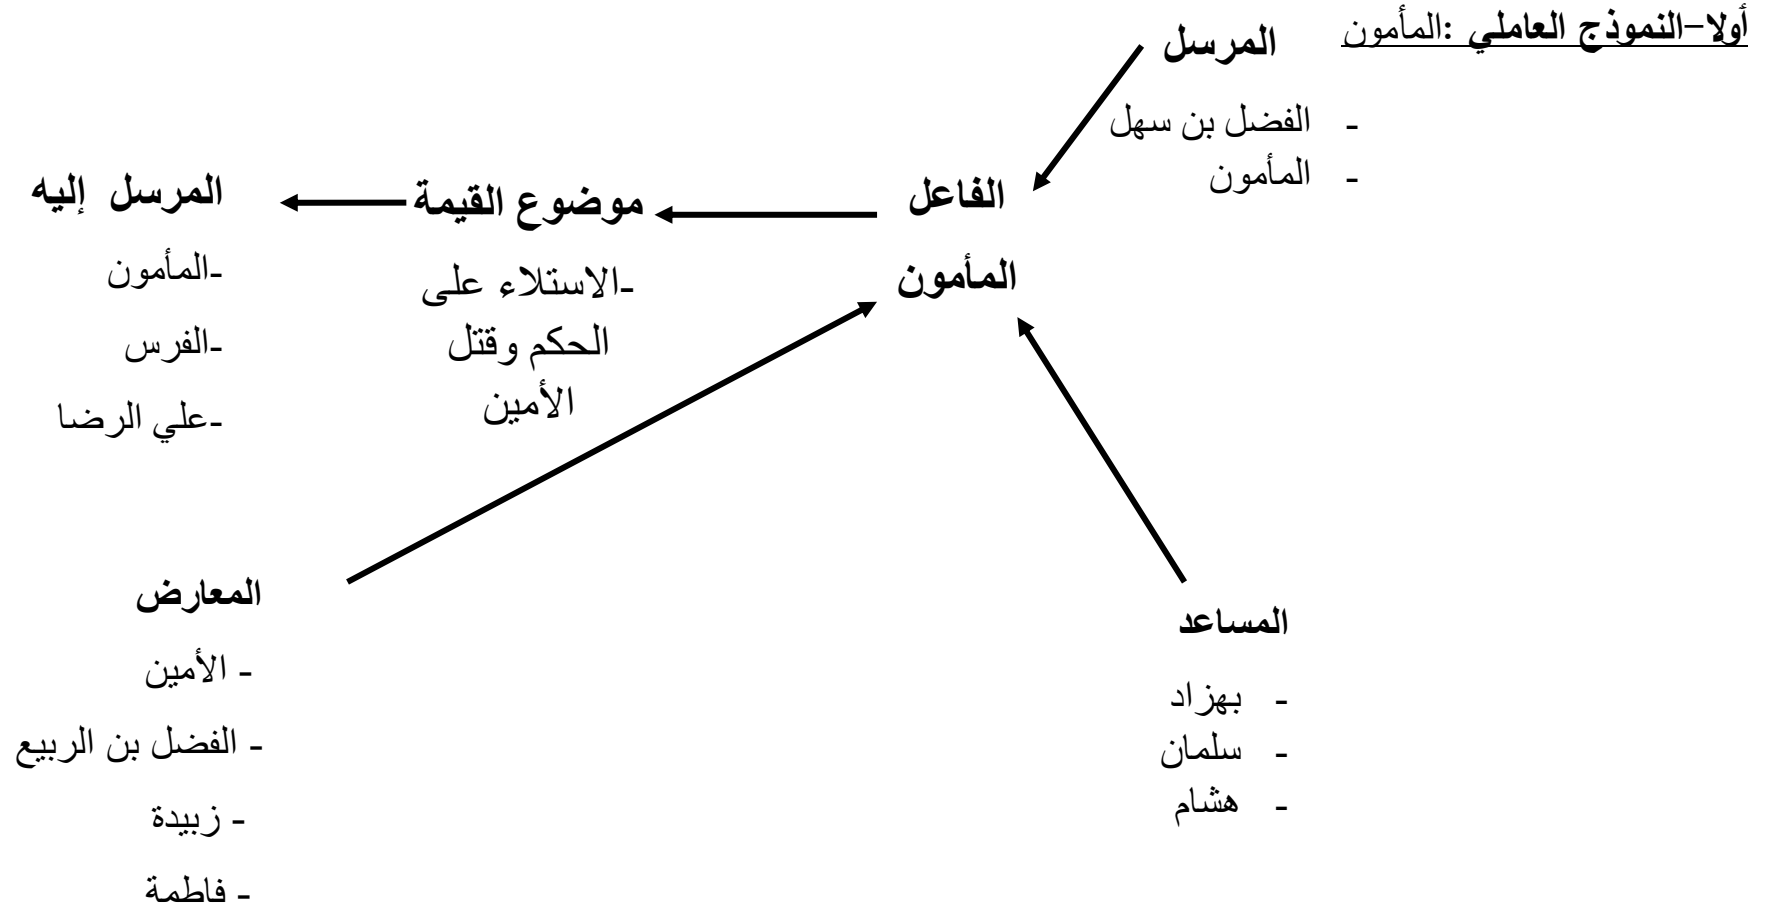 أولا–النموذج العاملي :المأمون
المرسل
- الفضل بن سهل
- المأمون
الفاعل
المأمون
موضوع القيمة
-الاستلاء على
الحكم وقتل
الأمين
المرسل إليه
-المأمون
-الفرس
-علي الرضا
المساعد
- بهزاد
- سلمان
- هشام
المعارض
- الأمين
- الفضل بن الربيع
- زبيدة
- فاطمة